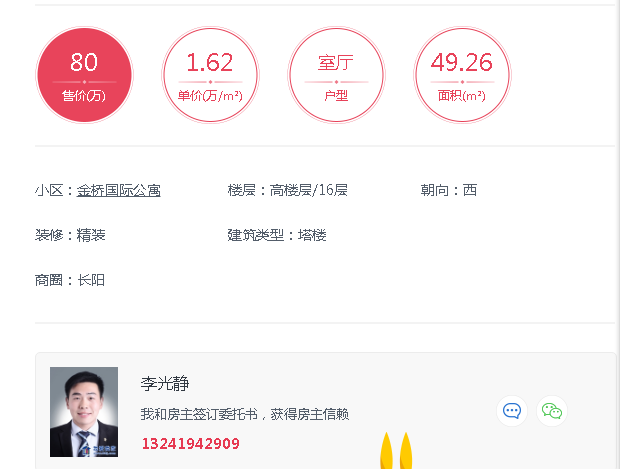 80
售价(万)
1.62
单价(万/m²)
室厅
户型
49.26
面积(m²)
小区：金桥国际公寓 楼层：高楼层/16层 朝向：西
装修：精装 建筑类型：塔楼
商圈：长阳
李光静
我和房主签订委托书，获得房主信赖
13241942909